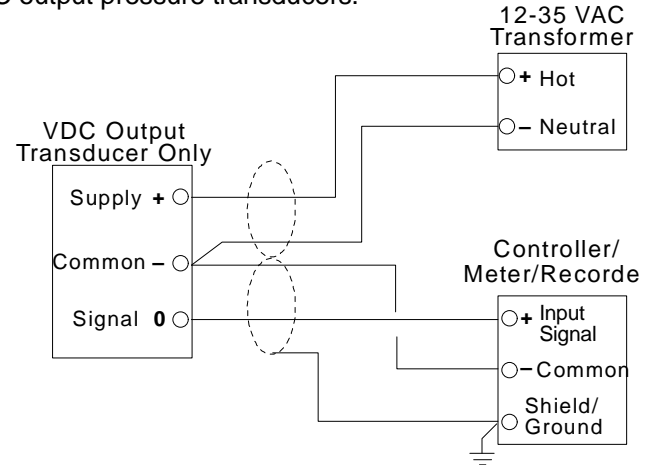 output pressure transducers.
12-35 VAC
Transformer
+ Hot
– Neutral
VDC Output
Transducer Only
Supply +
Common –
Signal 0
Controller/
Meter/Recorde
+ Input
Signal
– Common
Shield/
Ground